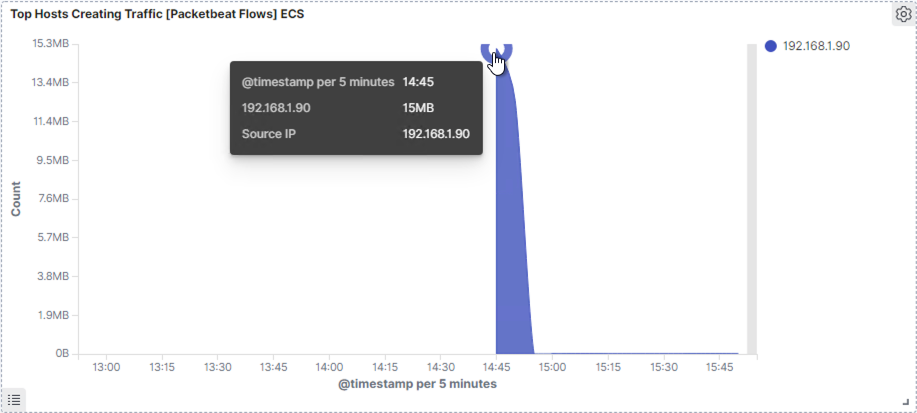 Top Hosts Creating Traffic [Packetbeat Flows] ECS
15.3MB
13.4MB
11.4MB
9.5MB
7.6MB
5.7MB
3.8MB
1.9MB
0B
Count
@timestamp per 5 minutes 14:45
192.168.1.90 15MB
Source IP 192.168.1.90
192.168.1.90
13:00 13:15 13:30 13:45 14:00 14:15 14:30 14:45 15:00 15:15 15:30 15:45
@timestamp per 5 minutes